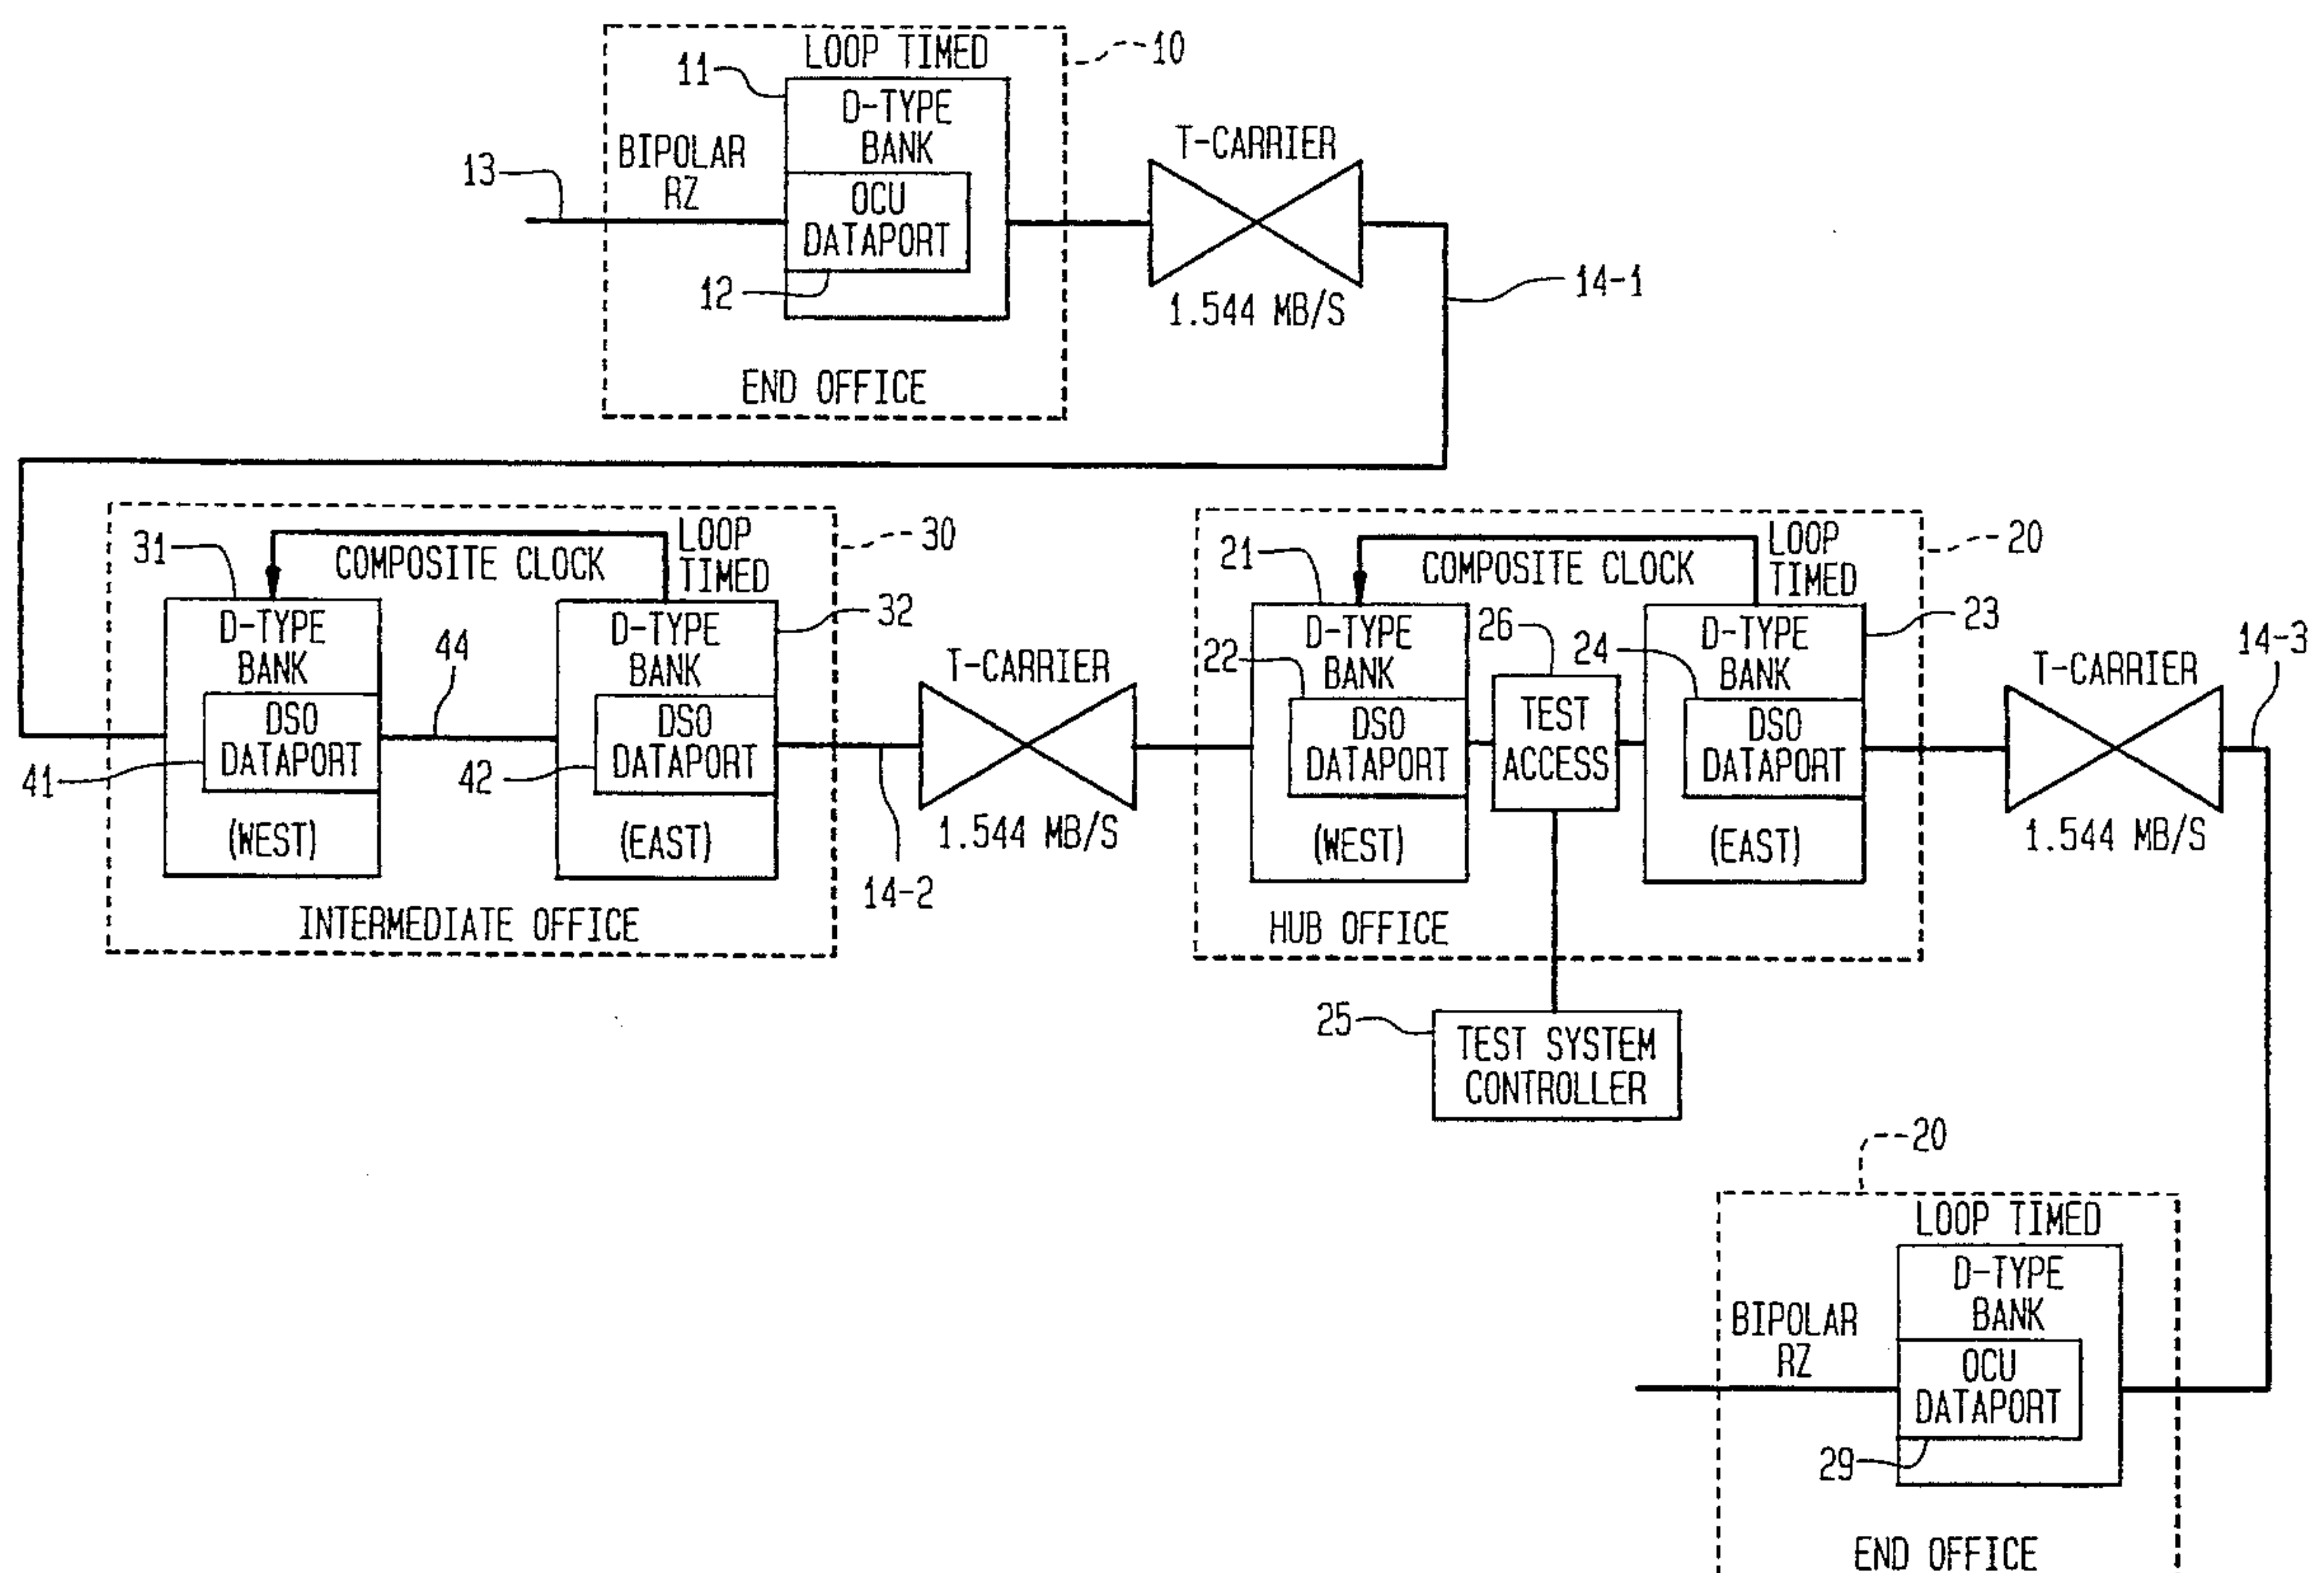 LOOP TIMED
10
11
D-TYPE
BANK
BIPOLAR
RZ
13
OCU
DATAPORT
12
T-CARRIER
1.544 MB/S
14-1
END OFFICE
31
COMPOSITE CLOCK
LOOP
TIMED
30
D-TYPE
BANK
44
D-TYPE
BANK
32
DSO
DATAPORT
41
DSO
DATAPORT
42
(WEST)
(EAST)
INTERMEDIATE OFFICE
T-CARRIER
1.544 MB/S
14-2
21
COMPOSITE CLOCK
LOOP
TIMED
20
D-TYPE
BANK
26
24
D-TYPE
BANK
23
22
DSO
DATAPORT
TEST
ACCESS
DSO
DATAPORT
(WEST)
(EAST)
HUB OFFICE
T-CARRIER
1.544 MB/S
14-3
25
TEST SYSTEM
CONTROLLER
20
LOOP TIMED
D-TYPE
BANK
BIPOLAR
RZ
OCU
DATAPORT
29
END OFFICE